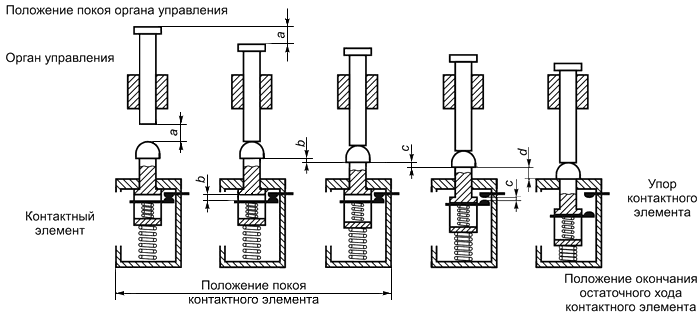 Положение покоя органа управления
a
Орган управления
a
b
b
c
c
d
Контактный
элемент
Упор
контактного
элемента
Положение покоя
контактного элемента
Положение окончания
остаточного хода
контактного элемента